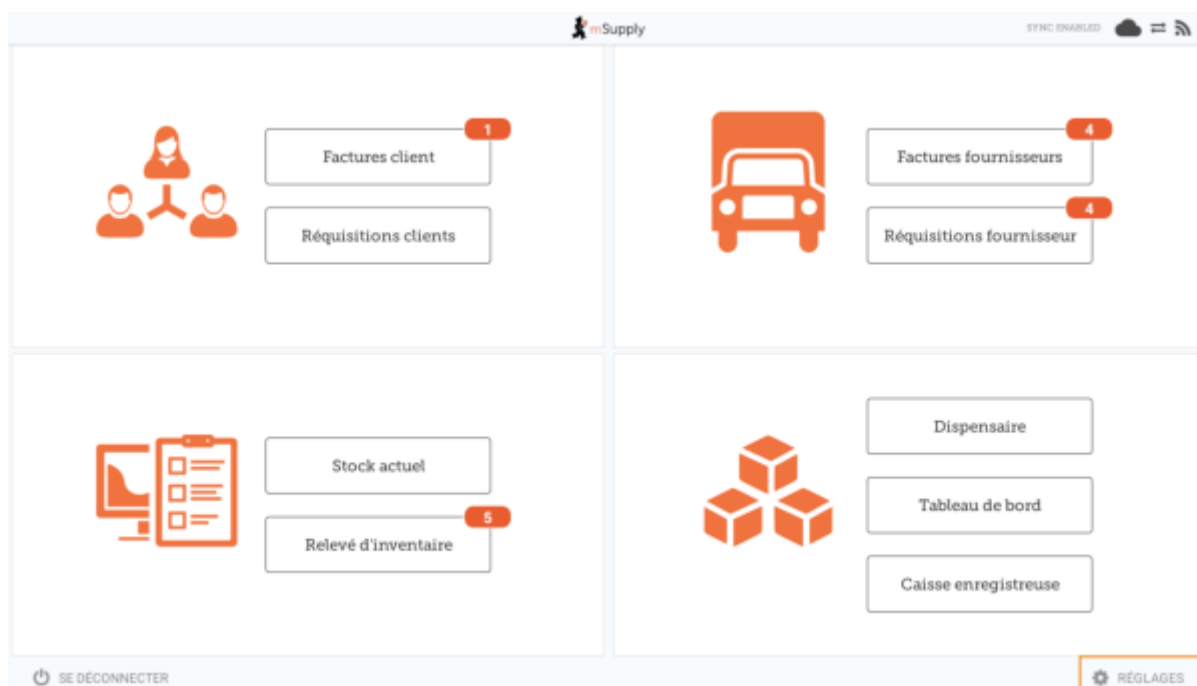 mSupply
SYNC ENABLED
1
Factures client
Réquisitions clients
4
Factures fournisseurs
4
Réquisitions fournisseur
Stock actuel
5
Relevé d'inventaire
Dispensaire
Tableau de bord
Caisse enregistreuse
SE DÉCONNECTER
RÉGLAGES